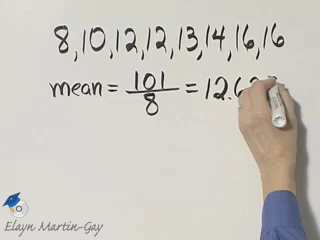 8, 10, 12, 12, 13, 14, 16, 16
mean = 101/8 = 12.6
Elayn Martin-Gay